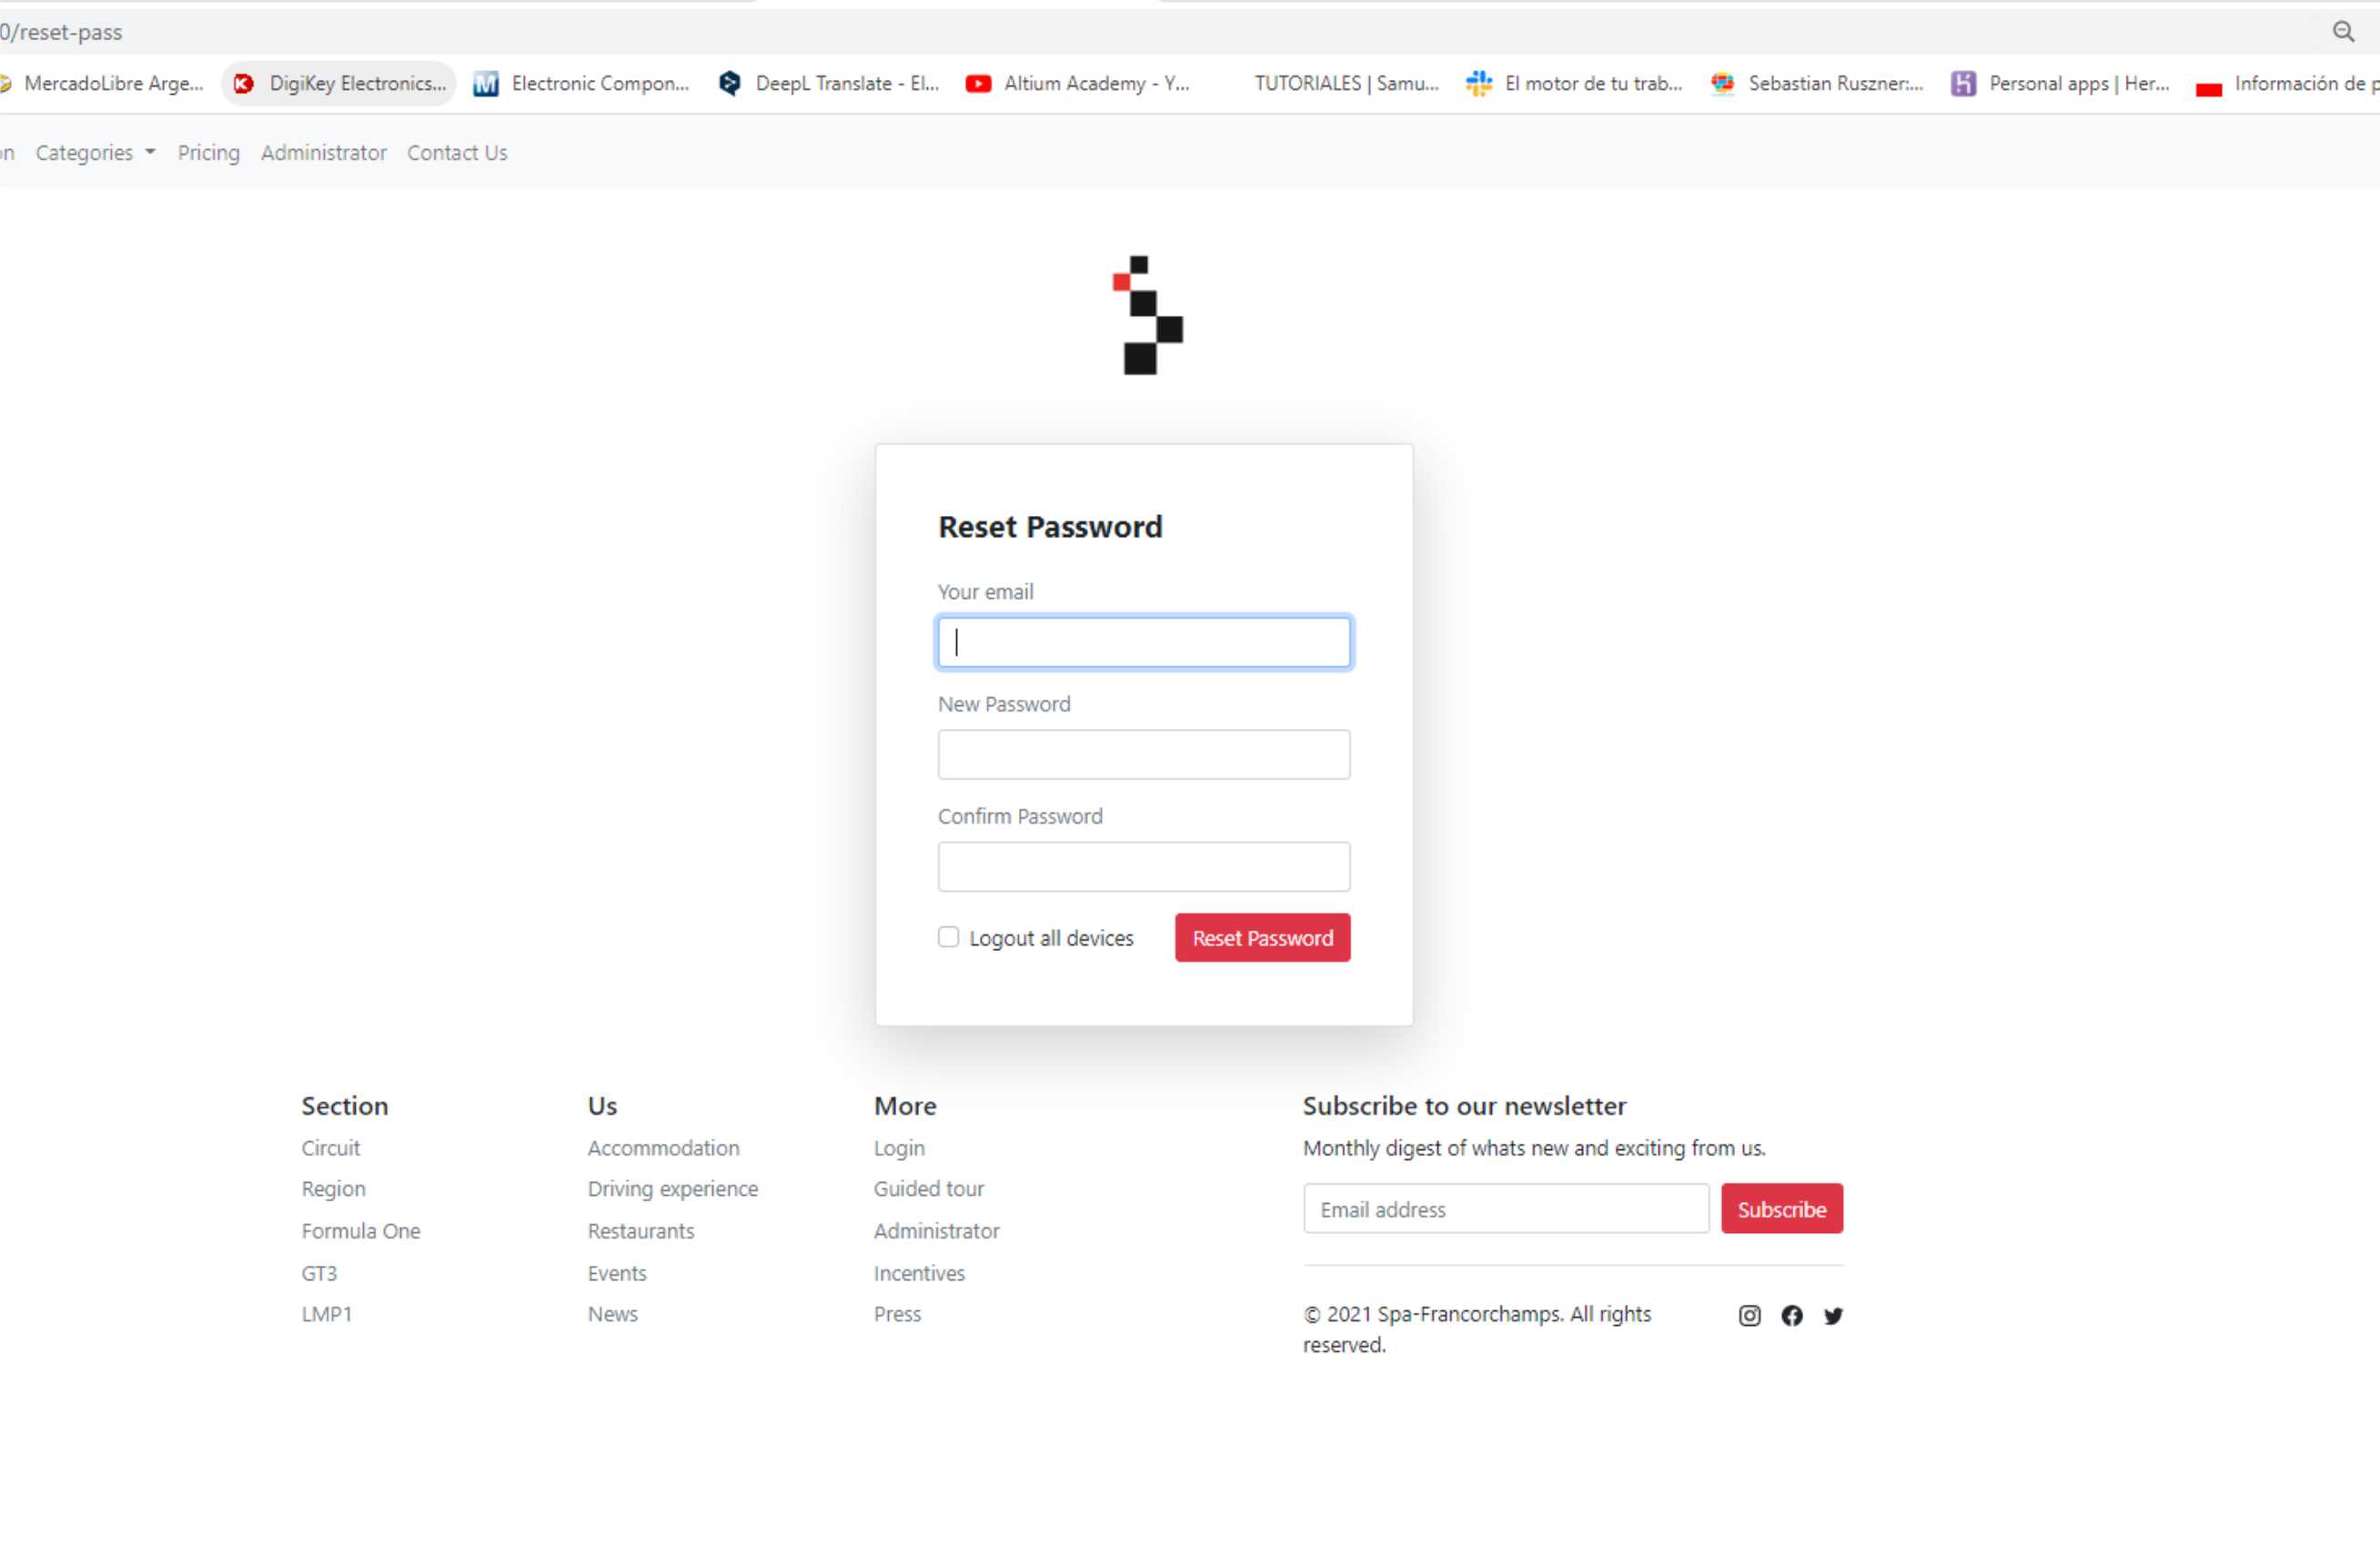 0/reset-pass
MercadoLibre Arge... DigiKey Electronics... Electronic Compon... DeepL Translate - El... Altium Academy - Y... TUTORIALES | Samu... El motor de tu trab... Sebastian Ruszner:... Personal apps | Her... Información de p
on Categories Pricing Administrator Contact Us
Reset Password
Your email
New Password
Confirm Password
Logout all devices Reset Password
Section
Circuit
Region
Formula One
GT3
LMP1
Us
Accommodation
Driving experience
Restaurants
Events
News
More
Login
Guided tour
Administrator
Incentives
Press
Subscribe to our newsletter
Monthly digest of whats new and exciting from us.
Email address Subscribe
© 2021 Spa-Francorchamps. All rights
reserved.